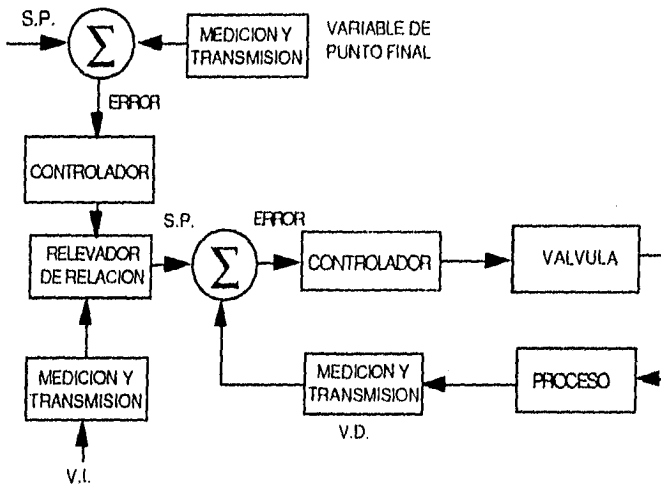 S.P.
Σ
MEDICION Y
TRANSMISION
VARIABLE DE
PUNTO FINAL
ERROR
CONTROLADOR
S.P.
ERROR
RELEVADOR
DE RELACION
Σ
CONTROLADOR
VALVULA
MEDICION Y
TRANSMISION
MEDICION Y
TRANSMISION
PROCESO
V.D.
V.I.